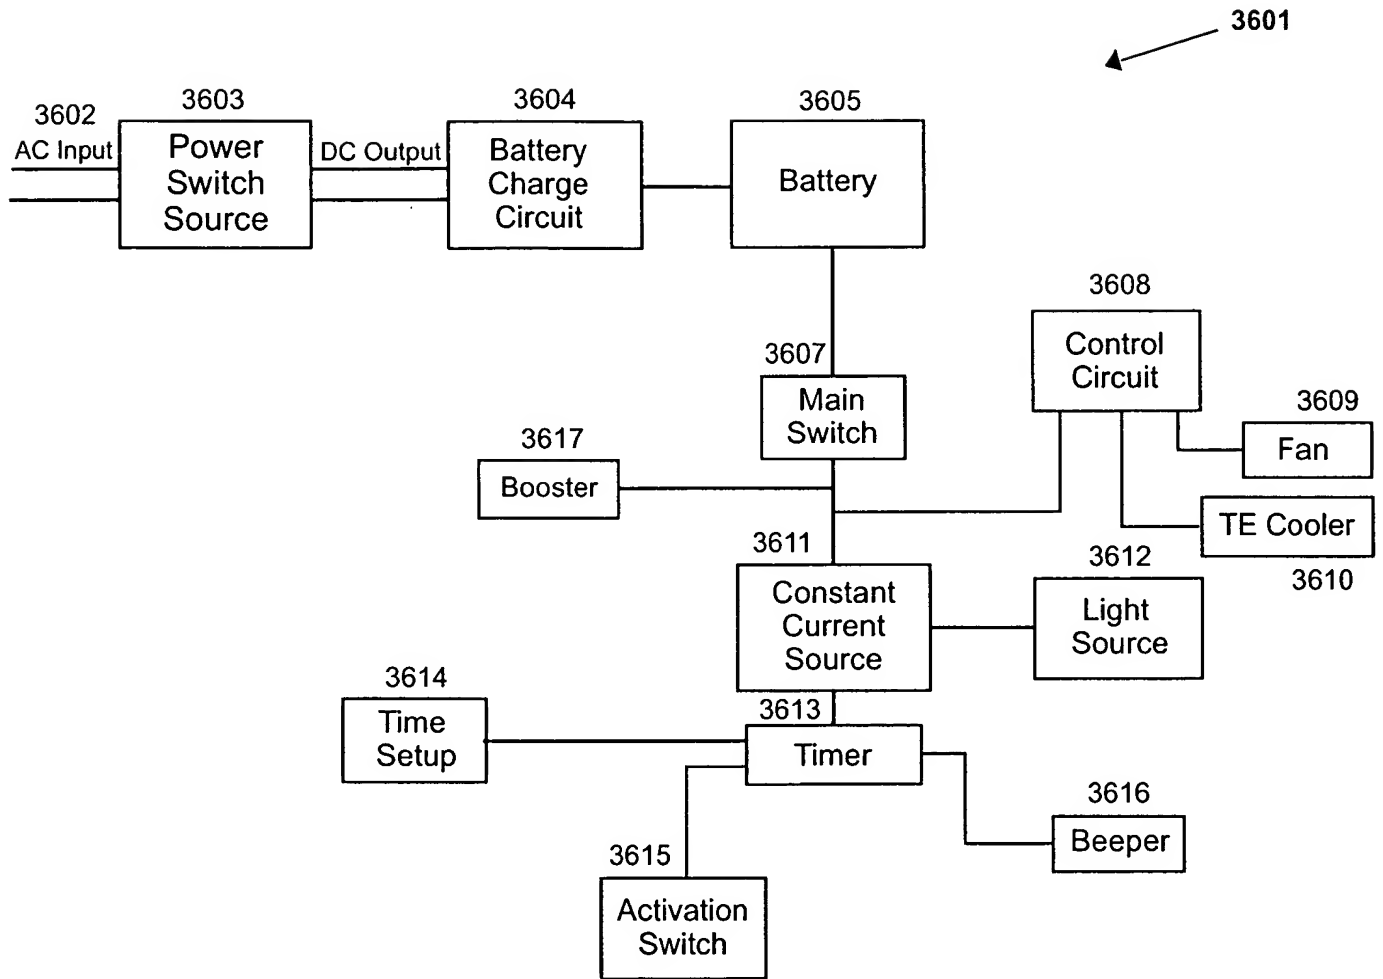 3601
3602
AC Input
3603
Power
Switch
Source
DC Output
3604
Battery
Charge
Circuit
3605
Battery
3607
Main
Switch
3608
Control
Circuit
3609
Fan
TE Cooler
3610
3617
Booster
3611
Constant
Current
Source
3612
Light
Source
3614
Time
Setup
3613
Timer
3616
Beeper
3615
Activation
Switch